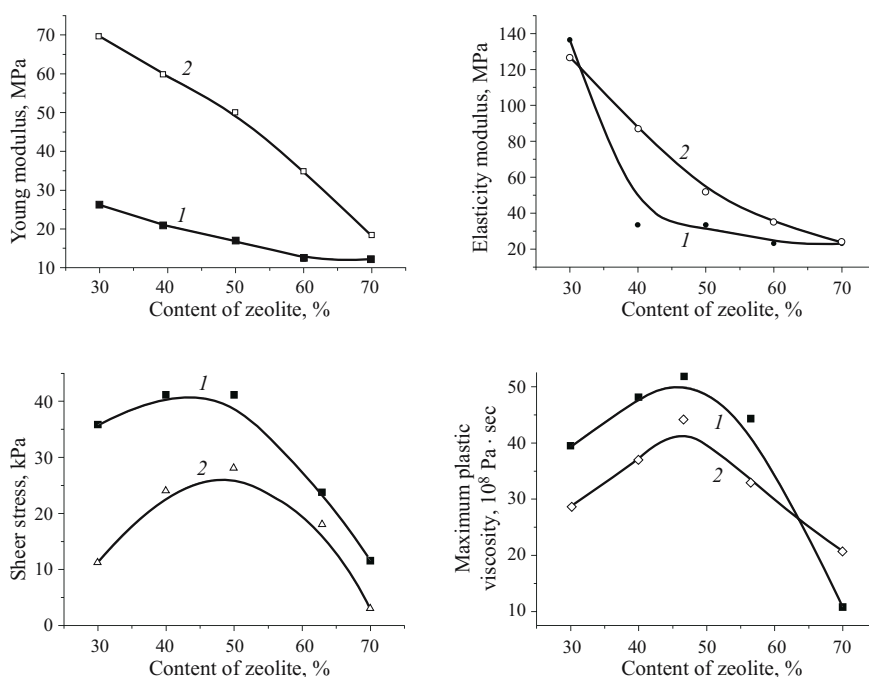 70
60
50
40
30
20
10
Young modulus, MPa
2
1
30 40 50 60 70
Content of zeolite, %
140
120
100
80
60
40
20
Elasticity modulus, MPa
2
1
30 40 50 60 70
Content of zeolite, %
40
30
20
10
0
Sheer stress, kPa
1
2
30 40 50 60 70
Content of zeolite, %
50
40
30
20
10
Maximum plastic
viscosity, 10⁸ Pa · sec
1
2
30 40 50 60 70
Content of zeolite, %